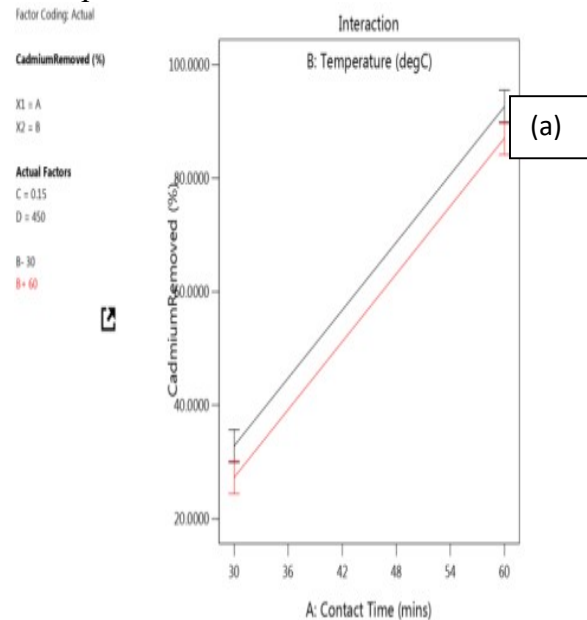 Factor Coding: Actual
CadmiumRemoved (%)
X1 = A
X2 = B
Actual Factors
C = 0.15
D = 450
B- 30
B+ 60
Interaction
B: Temperature (degC)
(a)
CadmiumRemoved (%)
100.0000
80.0000
60.0000
40.0000
20.0000
30 36 42 48 54 60
A: Contact Time (mins)